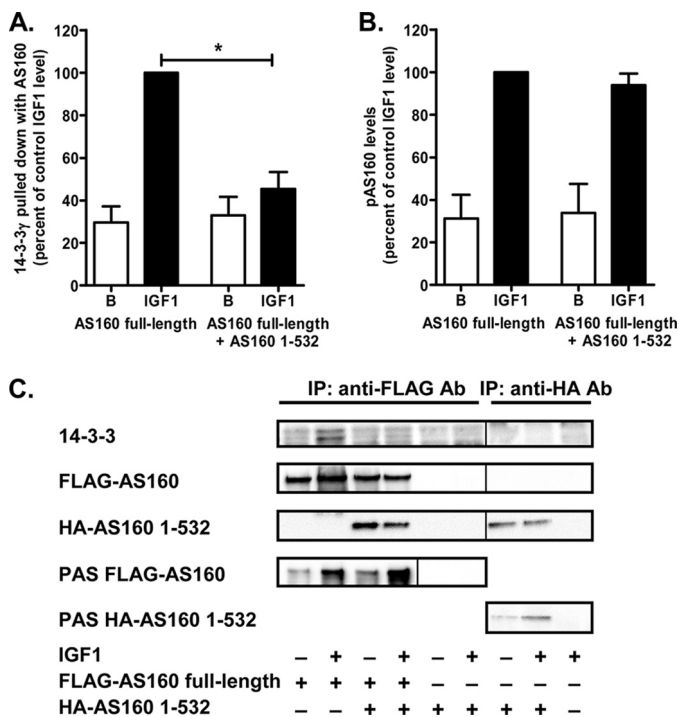 A.
B.
14-3-3γ pulled down with AS160
(percent of control IGF1 level)
120
100
80
60
40
20
0
*
B IGF1 B IGF1
AS160 full-length AS160 full-length
+ AS160 1-532
pAS160 levels
(percent of control IGF1 level)
120
100
80
60
40
20
0
B IGF1 B IGF1
AS160 full-length AS160 full-length
+ AS160 1-532
C.
IP: anti-FLAG Ab IP: anti-HA Ab
14-3-3
FLAG-AS160
HA-AS160 1-532
PAS FLAG-AS160
PAS HA-AS160 1-532
IGF1 – + – + – + – + +
FLAG-AS160 full-length + + + + – – – – –
HA-AS160 1-532 – – + + + + + + –